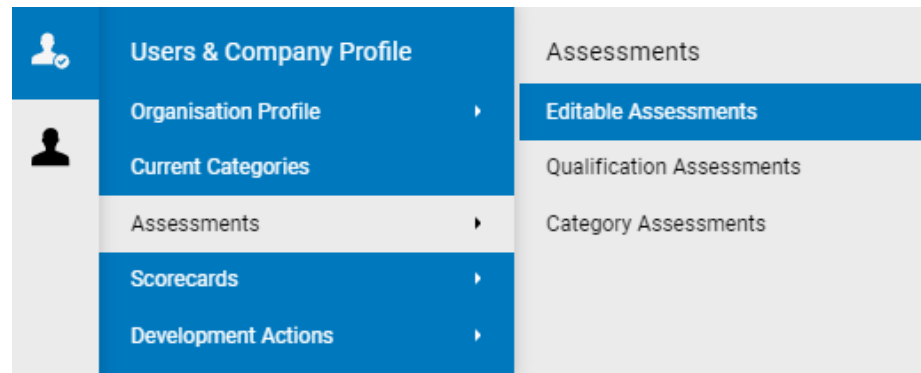 Users & Company Profile
Organisation Profile
Current Categories
Assessments
Scorecards
Development Actions
Assessments
Editable Assessments
Qualification Assessments
Category Assessments